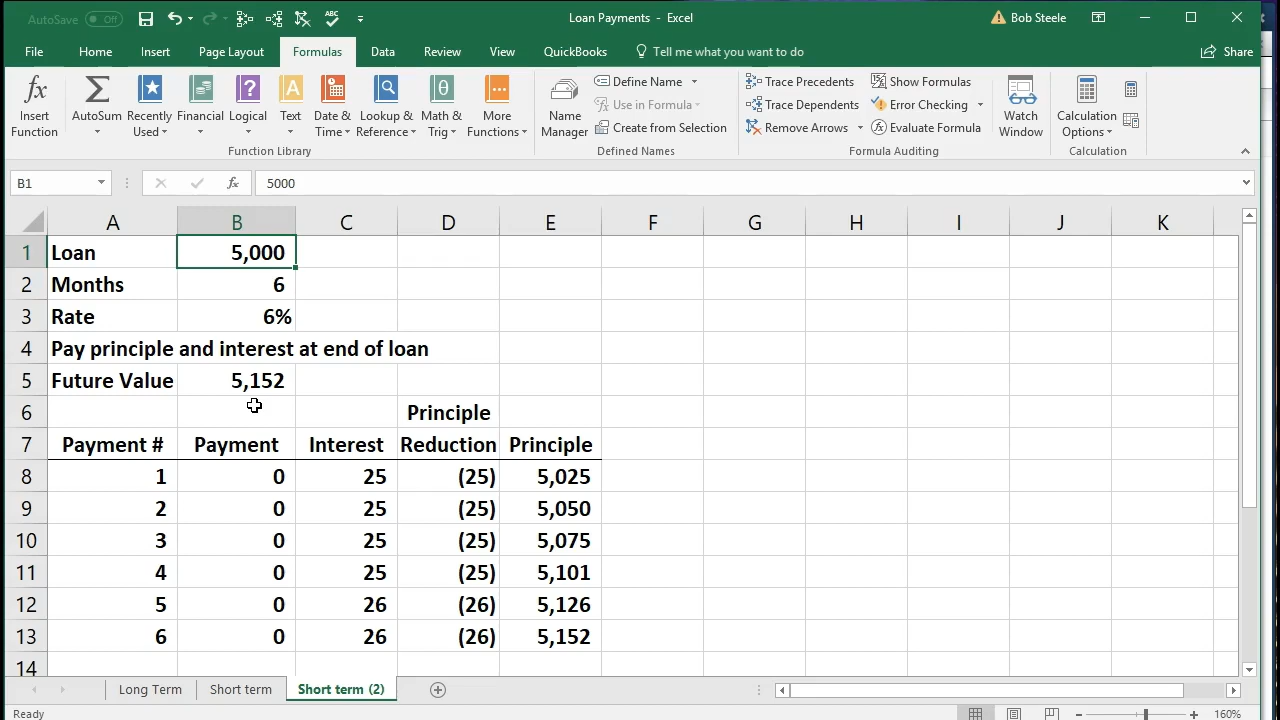 AutoSave Off
Loan Payments - Excel
Bob Steele
File Home Insert Page Layout Formulas Data Review View QuickBooks Tell me what you want to do Share
fx
Insert Function
AutoSum
Recently Used
Financial
Logical
Text
Date & Time
Lookup & Reference
Math & Trig
More Functions
Function Library
Name Manager
Define Name
Use in Formula
Create from Selection
Defined Names
Trace Precedents
Trace Dependents
Remove Arrows
Show Formulas
Error Checking
Evaluate Formula
Formula Auditing
Watch Window
Calculation Options
Calculation
B1 fx 5000
A B C D E F G H I J K
1 Loan 5,000
2 Months 6
3 Rate 6%
4 Pay principle and interest at end of loan
5 Future Value 5,152
6 Principle
7 Payment # Payment Interest Reduction Principle
8 1 0 25 (25) 5,025
9 2 0 25 (25) 5,050
10 3 0 25 (25) 5,075
11 4 0 25 (25) 5,101
12 5 0 26 (26) 5,126
13 6 0 26 (26) 5,152
14
Long Term Short term Short term (2)
Ready 160%